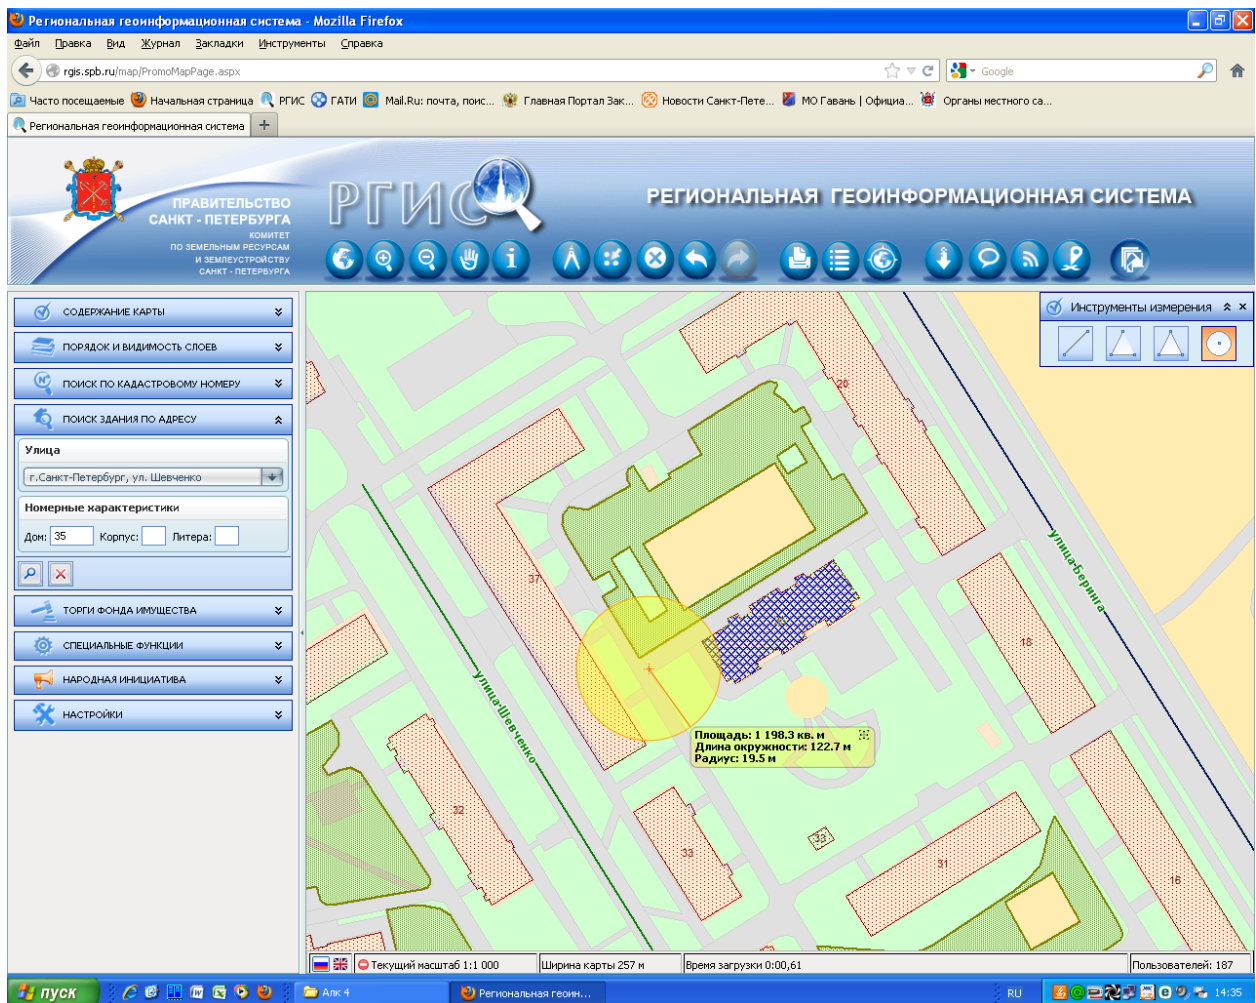 Региональная геоинформационная система - Mozilla Firefox
Файл Правка Вид Журнал Закладки Инструменты Справка
rgis.spb.ru/map/PromoMapPage.aspx
Google
Часто посещаемые Начальная страница РГИС ГАТИ Mail.Ru: почта, поис... Главная Портал Зак... Новости Санкт-Пете... МО Гавань | Официа... Органы местного са...
Региональная геоинформационная система +
ПРАВИТЕЛЬСТВО
САНКТ - ПЕТЕРБУРГА
КОМИТЕТ
ПО ЗЕМЕЛЬНЫМ РЕСУРСАМ
И ЗЕМЛЕУСТРОЙСТВУ
САНКТ - ПЕТЕРБУРГА
РГИС
РЕГИОНАЛЬНАЯ ГЕОИНФОРМАЦИОННАЯ СИСТЕМА
СОДЕРЖАНИЕ КАРТЫ
ПОРЯДОК И ВИДИМОСТЬ СЛОЕВ
ПОИСК ПО КАДАСТРОВОМУ НОМЕРУ
ПОИСК ЗДАНИЯ ПО АДРЕСУ
Улица
г.Санкт-Петербург, ул. Шевченко
Номерные характеристики
Дом: 35 Корпус: Литера:
ТОРГИ ФОНДА ИМУЩЕСТВА
СПЕЦИАЛЬНЫЕ ФУНКЦИИ
НАРОДНАЯ ИНИЦИАТИВА
НАСТРОЙКИ
Инструменты измерения
20
37
улица Беринга
18
улица Шевченко
Площадь: 1 198.3 кв. м
Длина окружности: 122.7 м
Радиус: 19.5 м
32
33
33
31
16
Текущий масштаб 1:1 000
Ширина карты 257 м
Время загрузки 0:00,61
Пользователей: 187
пуск
Апк 4
Региональная геоин...
RU
14:35